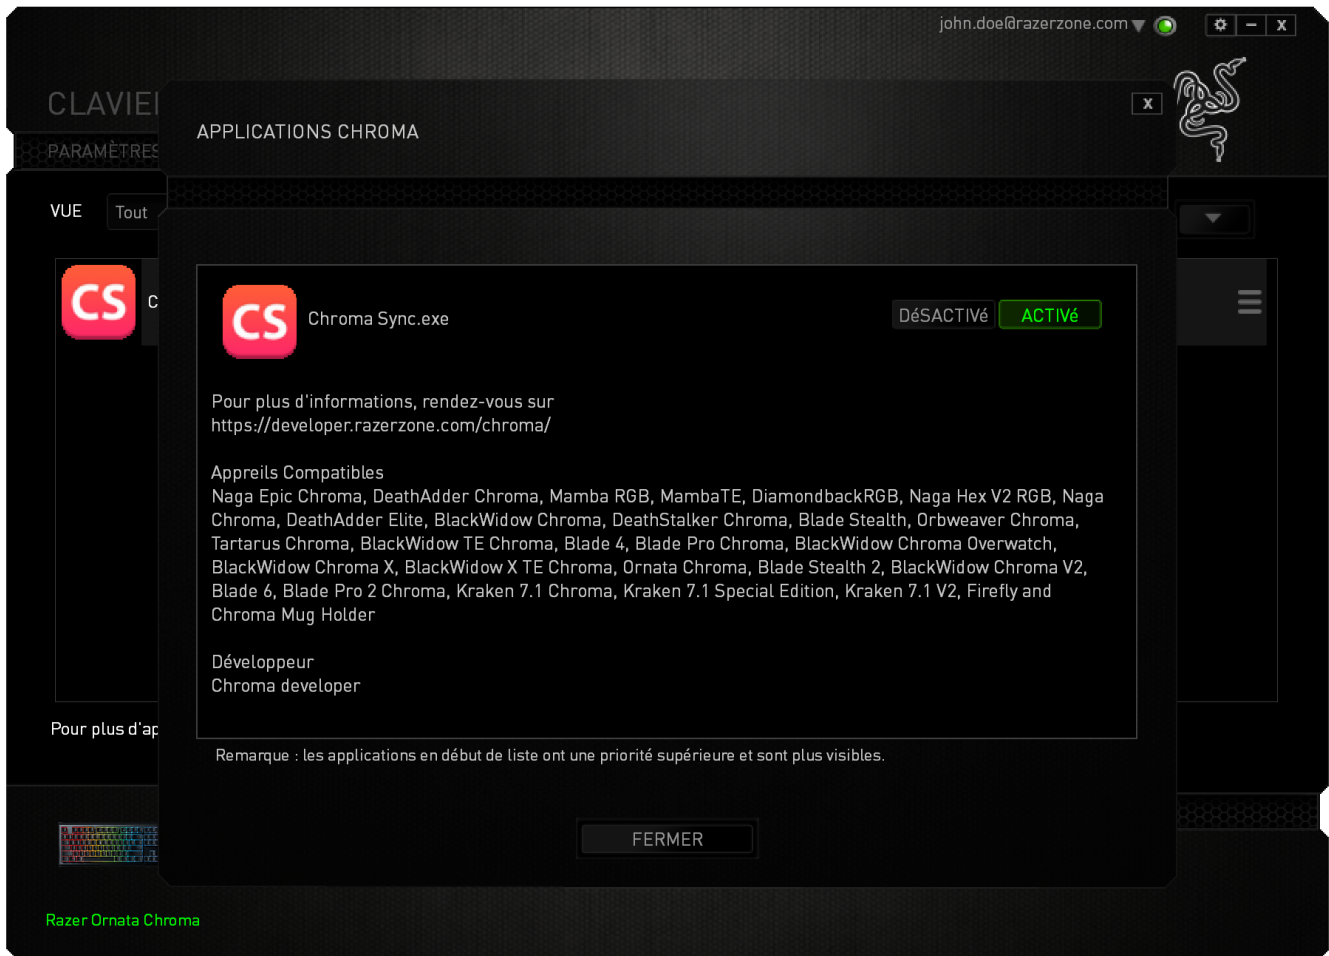 john.doe@razerzone.com
X
CLAVIER
APPLICATIONS CHROMA
X
PARAMÈTRES
VUE
Tout
CS
C
CS
Chroma Sync.exe
DéSACTIVé
ACTIVé
Pour plus d'informations, rendez-vous sur
https://developer.razerzone.com/chroma/
Appreils Compatibles
Naga Epic Chroma, DeathAdder Chroma, Mamba RGB, MambaTE, DiamondbackRGB, Naga Hex V2 RGB, Naga
Chroma, DeathAdder Elite, BlackWidow Chroma, DeathStalker Chroma, Blade Stealth, Orbweaver Chroma,
Tartarus Chroma, BlackWidow TE Chroma, Blade 4, Blade Pro Chroma, BlackWidow Chroma Overwatch,
BlackWidow Chroma X, BlackWidow X TE Chroma, Ornata Chroma, Blade Stealth 2, BlackWidow Chroma V2,
Blade 6, Blade Pro 2 Chroma, Kraken 7.1 Chroma, Kraken 7.1 Special Edition, Kraken 7.1 V2, Firefly and
Chroma Mug Holder
Développeur
Chroma developer
Pour plus d'ap
Remarque : les applications en début de liste ont une priorité supérieure et sont plus visibles.
FERMER
Razer Ornata Chroma